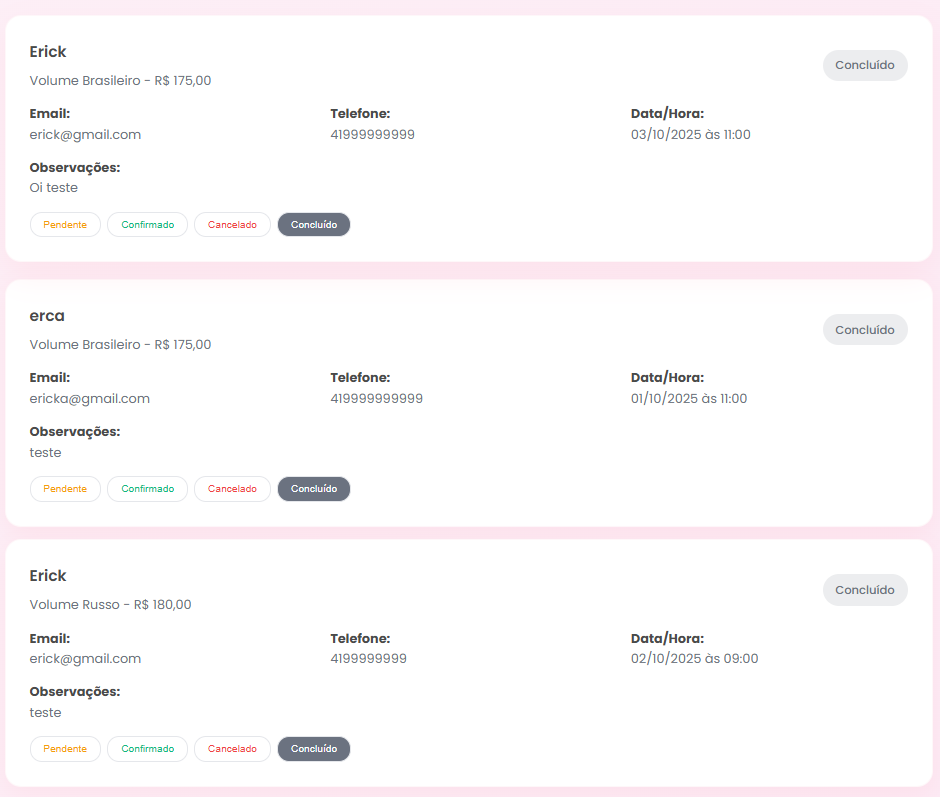 Erick
Concluído
Volume Brasileiro - R$ 175,00
Email: Telefone: Data/Hora:
erick@gmail.com 41999999999 03/10/2025 às 11:00
Observações:
Oi teste
Pendente Confirmado Cancelado Concluído
erca
Concluído
Volume Brasileiro - R$ 175,00
Email: Telefone: Data/Hora:
ericka@gmail.com 419999999999 01/10/2025 às 11:00
Observações:
teste
Pendente Confirmado Cancelado Concluído
Erick
Concluído
Volume Russo - R$ 180,00
Email: Telefone: Data/Hora:
erick@gmail.com 4199999999 02/10/2025 às 09:00
Observações:
teste
Pendente Confirmado Cancelado Concluído